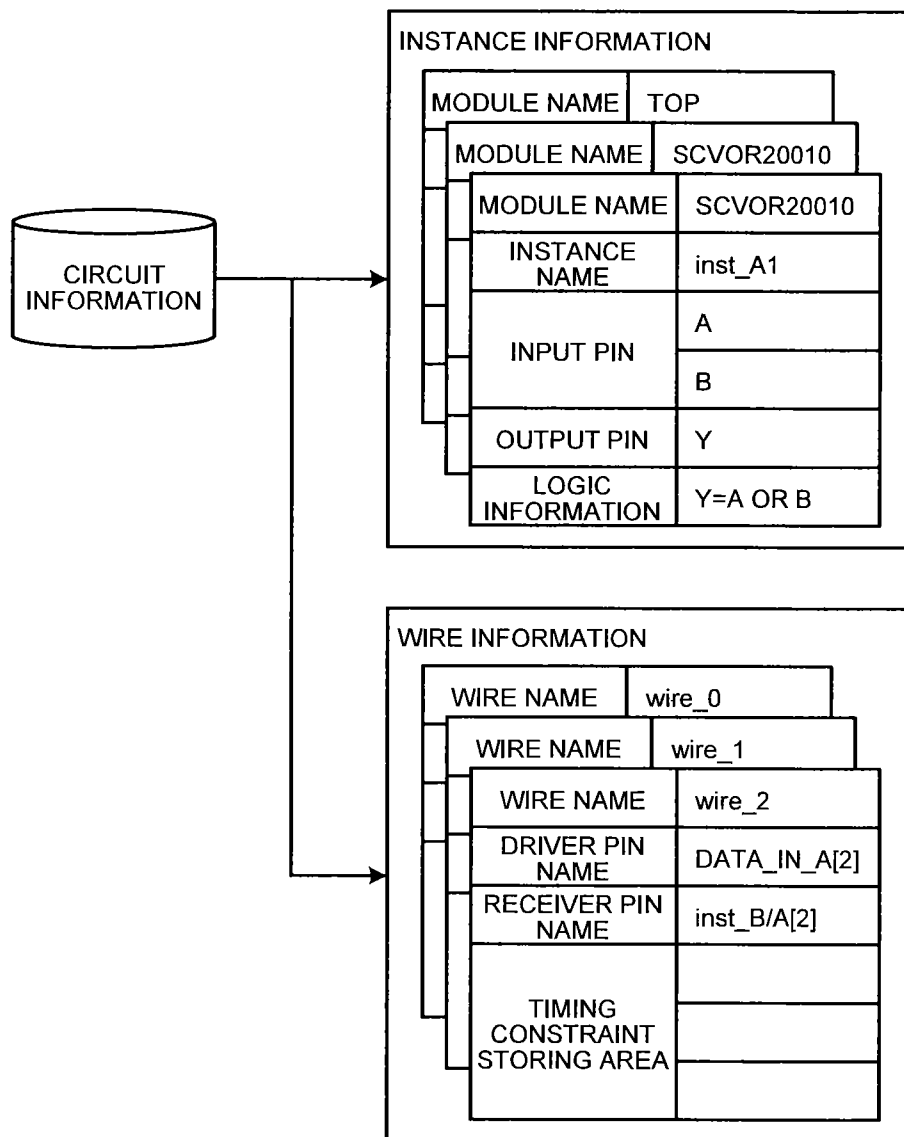 INSTANCE INFORMATION
MODULE NAME TOP
MODULE NAME SCVOR20010
MODULE NAME SCVOR20010
INSTANCE
NAME
inst_A1
INPUT PIN
A
B
OUTPUT PIN Y
LOGIC
INFORMATION
Y=A OR B
CIRCUIT
INFORMATION
WIRE INFORMATION
WIRE NAME wire_0
WIRE NAME wire_1
WIRE NAME wire_2
DRIVER PIN
NAME
DATA_IN_A[2]
RECEIVER PIN
NAME
inst_B/A[2]
TIMING
CONSTRAINT
STORING AREA